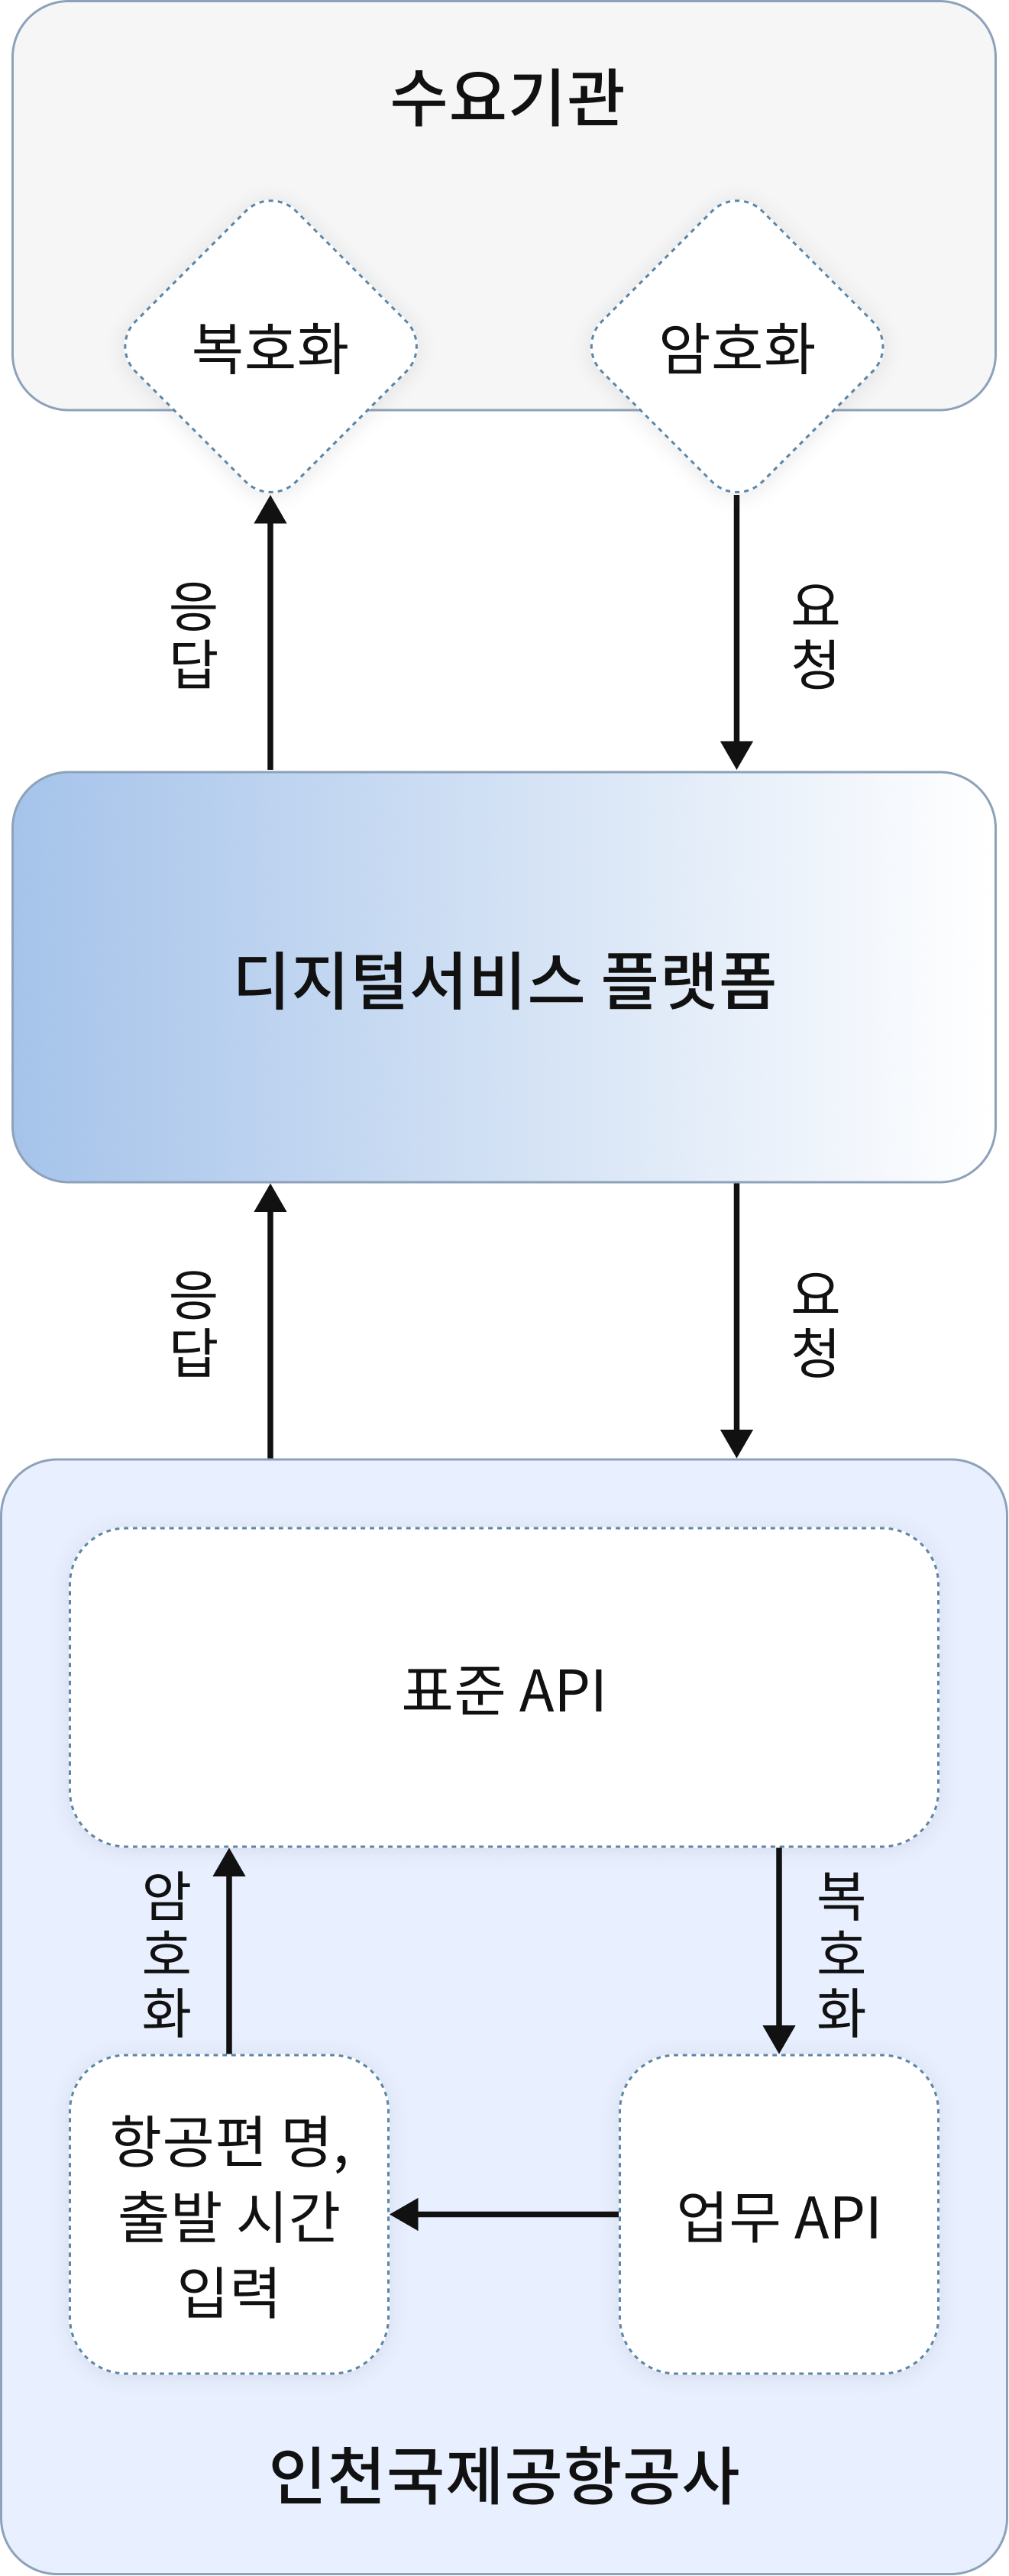 수요기관
복호화
암호화
응답
요청
디지털서비스 플랫폼
응답
요청
표준 API
암호화
복호화
항공편 명,
출발 시간
입력
업무 API
인천국제공항공사